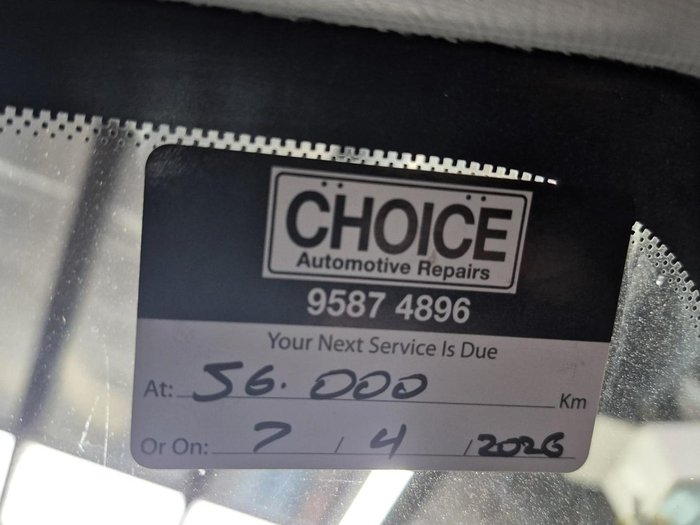 CHOICE
Automotive Repairs
9587 4896
Your Next Service Is Due
At: 56.000 Km
Or On: 7 / 4 / 2026